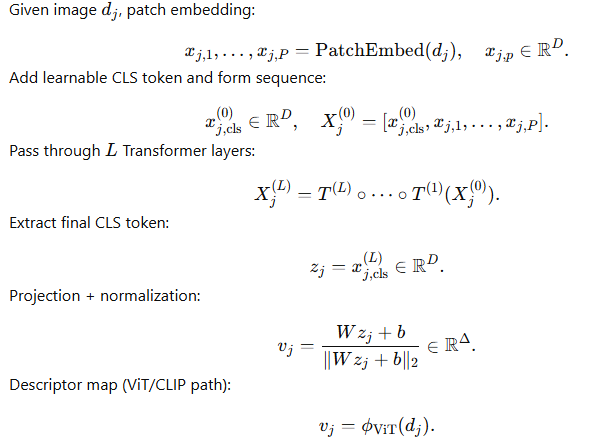 Given image $d_j$, patch embedding:
$x_{j,1}, \ldots, x_{j,P} = \mathrm{PatchEmbed}(d_j), \quad x_{j,p} \in \mathbb{R}^D.$
Add learnable CLS token and form sequence:
$x_{j,\mathrm{cls}}^{(0)} \in \mathbb{R}^D, \quad X_j^{(0)} = [x_{j,\mathrm{cls}}^{(0)}, x_{j,1}, \ldots, x_{j,P}].$
Pass through $L$ Transformer layers:
$X_j^{(L)} = T^{(L)} \circ \cdots \circ T^{(1)}(X_j^{(0)}).$
Extract final CLS token:
$z_j = x_{j,\mathrm{cls}}^{(L)} \in \mathbb{R}^D.$
Projection + normalization:
$v_j = \frac{W z_j + b}{\|W z_j + b\|_2} \in \mathbb{R}^\Delta.$
Descriptor map (ViT/CLIP path):
$v_j = \phi_{\mathrm{ViT}}(d_j).$